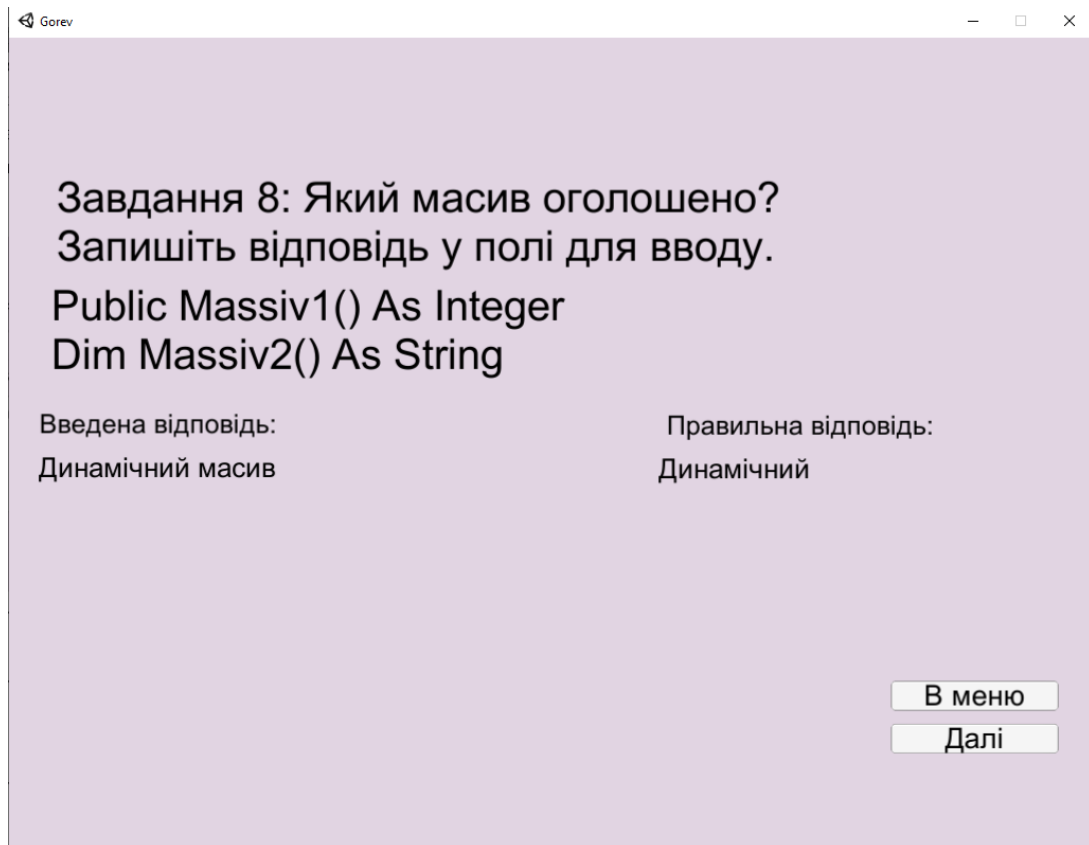 Gorev
Завдання 8: Який масив оголошено?
Запишіть відповідь у полі для вводу.
Public Massiv1() As Integer
Dim Massiv2() As String
Введена відповідь:
Правильна відповідь:
Динамічний масив
Динамічний
В меню
Далі